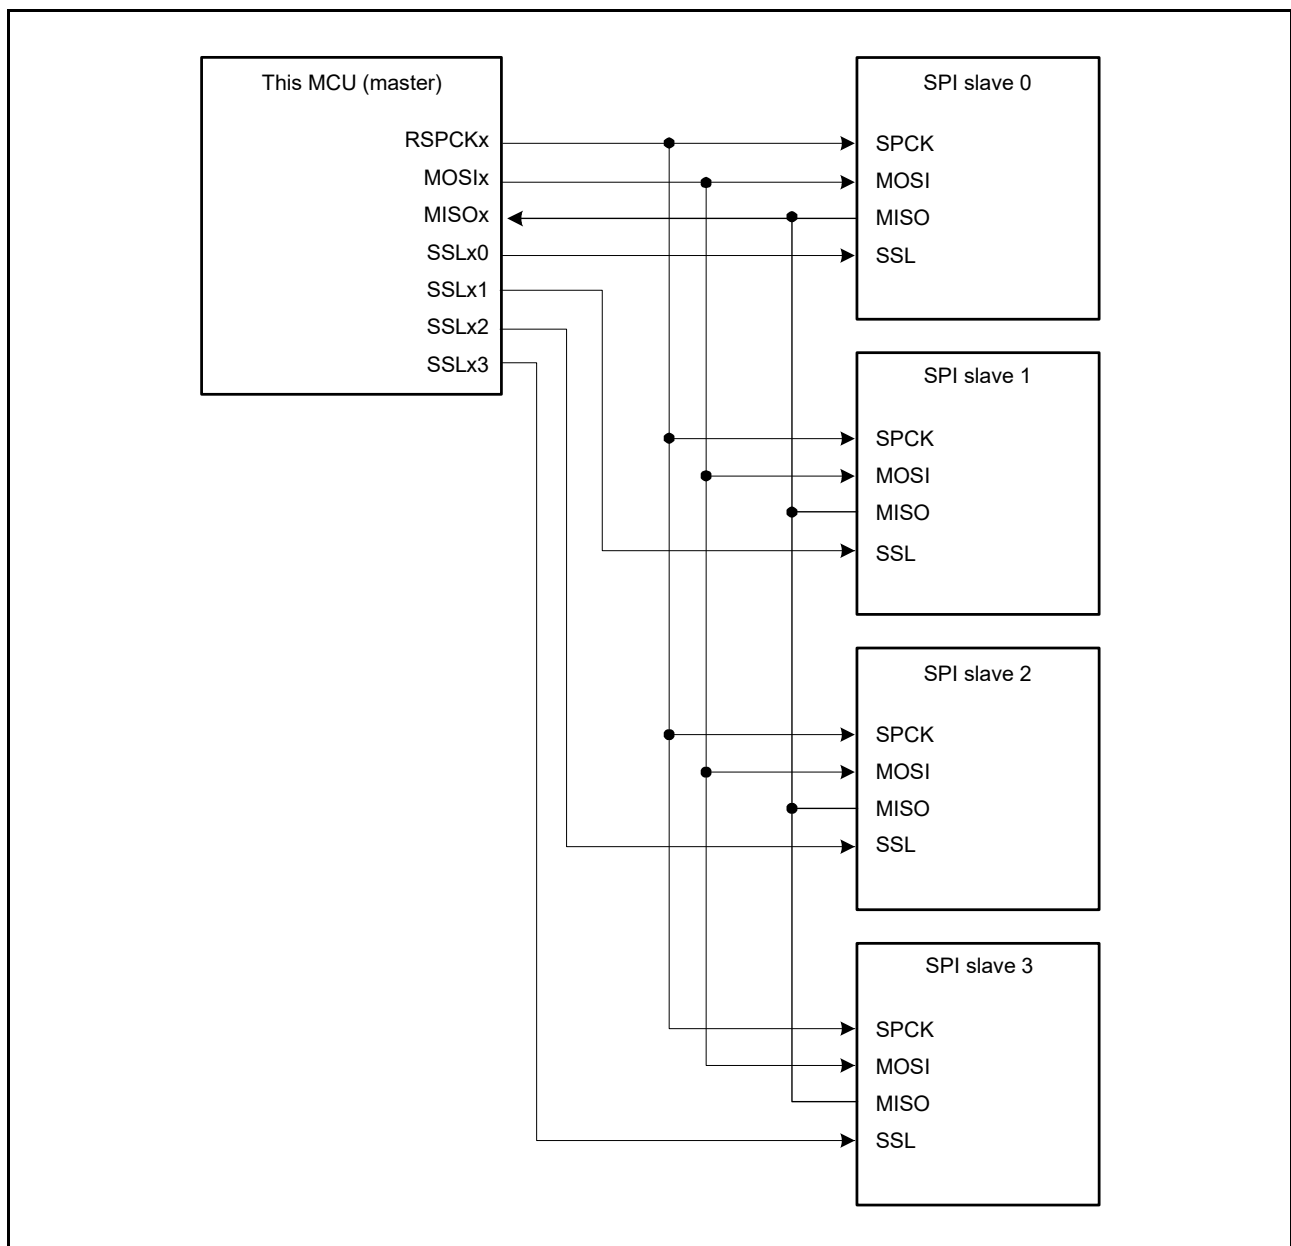 This MCU (master)
RSPCKx
MOSIx
MISOx
SSLx0
SSLx1
SSLx2
SSLx3
SPI slave 0
SPCK
MOSI
MISO
SSL
SPI slave 1
SPCK
MOSI
MISO
SSL
SPI slave 2
SPCK
MOSI
MISO
SSL
SPI slave 3
SPCK
MOSI
MISO
SSL